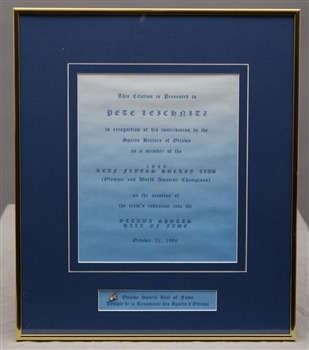 This Citation is Presented to
PETE LEICHNITZ
in recognition of his contribution to the
Sports History of Ottawa
as a member of the
1948
RCAF FLYERS HOCKEY CLUB
(Olympic and World Amateur Champions)
on the occasion of
the team's induction into the
OTTAWA SPORTS
HALL OF FAME
October 21, 1998
Ottawa Sports Hall of Fame
Temple de la Renommée des Sports d'Ottawa